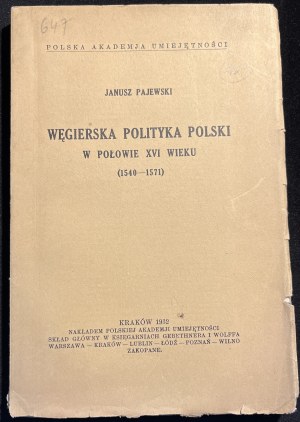 G47
POLSKA AKADEMJA UMIEJĘTNOŚCI
JANUSZ PAJEWSKI
WĘGIERSKA POLITYKA POLSKI
W POŁOWIE XVI WIEKU
(1540—1571)
KRAKÓW 1932
NAKŁADEM POLSKIEJ AKADEMJI UMIEJĘTNOŚCI
SKŁAD GŁÓWNY W KSIĘGARNIACH GEBETHNERA I WOLFFA
WARSZAWA — KRAKÓW — LUBLIN — ŁÓDŹ — POZNAŃ — WILNO
ZAKOPANE.